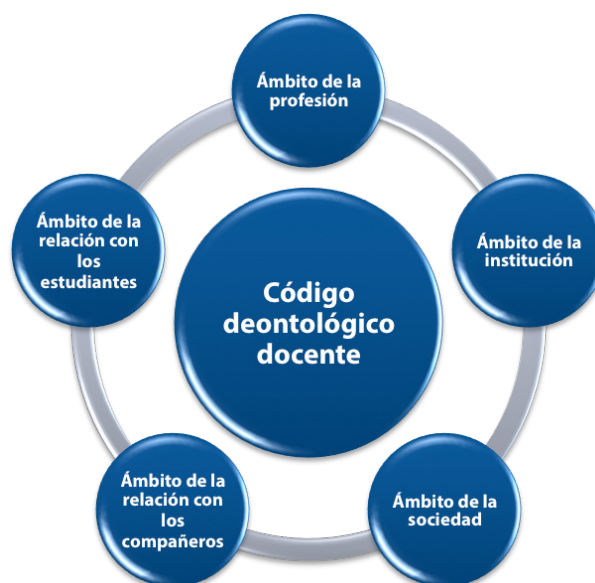 Ámbito de la
profesión
Ámbito de la
relación con
los
estudiantes
Ámbito de la
institución
Código
deontológico
docente
Ámbito de la
relación con
los
compañeros
Ámbito de la
sociedad